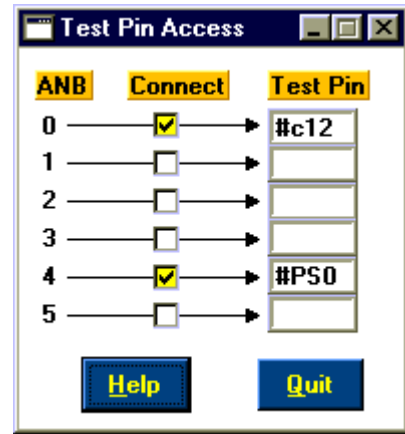 Test Pin Access
ANB Connect Test Pin
0 #c12
1
2
3
4 #PS0
5
Help Quit